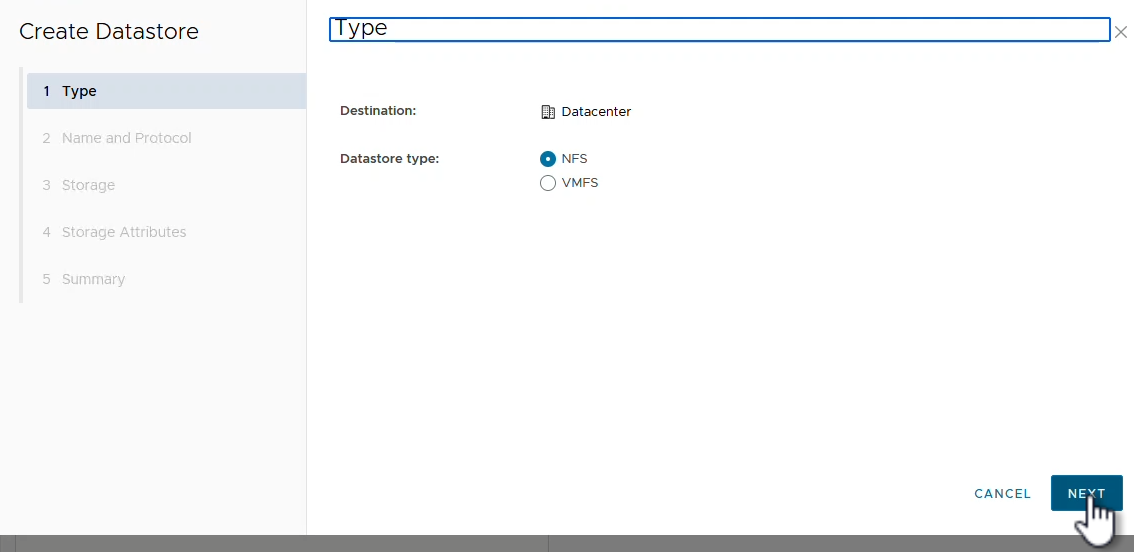 Create Datastore
1 Type
2 Name and Protocol
3 Storage
4 Storage Attributes
5 Summary
Type
Destination: Datacenter
Datastore type: NFS
VMFS
CANCEL NEXT